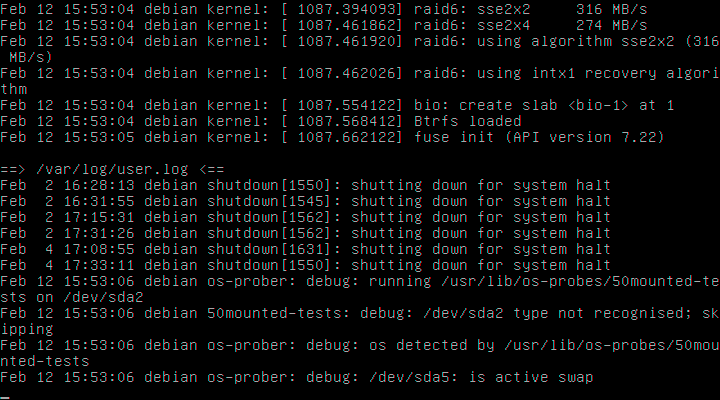 Feb 12 15:53:04 debian kernel: [ 1087.394093] raid6: sse2x2     316 MB/s
Feb 12 15:53:04 debian kernel: [ 1087.461862] raid6: sse2x4     274 MB/s
Feb 12 15:53:04 debian kernel: [ 1087.461920] raid6: using algorithm sse2x2 (316
 MB/s)
Feb 12 15:53:04 debian kernel: [ 1087.462026] raid6: using intx1 recovery algori
thm
Feb 12 15:53:04 debian kernel: [ 1087.554122] bio: create slab <bio-1> at 1
Feb 12 15:53:04 debian kernel: [ 1087.568412] Btrfs loaded
Feb 12 15:53:05 debian kernel: [ 1087.662122] fuse init (API version 7.22)

==> /var/log/user.log <==
Feb  2 16:28:13 debian shutdown[1550]: shutting down for system halt
Feb  2 16:31:55 debian shutdown[1545]: shutting down for system halt
Feb  2 17:15:31 debian shutdown[1562]: shutting down for system halt
Feb  2 17:31:26 debian shutdown[1562]: shutting down for system halt
Feb  4 17:08:55 debian shutdown[1631]: shutting down for system halt
Feb  4 17:33:11 debian shutdown[1550]: shutting down for system halt
Feb 12 15:53:06 debian os-prober: debug: running /usr/lib/os-probes/50mounted-te
sts on /dev/sda2
Feb 12 15:53:06 debian 50mounted-tests: debug: /dev/sda2 type not recognised; sk
ipping
Feb 12 15:53:06 debian os-prober: debug: os detected by /usr/lib/os-probes/50mou
nted-tests
Feb 12 15:53:06 debian os-prober: debug: /dev/sda5: is active swap